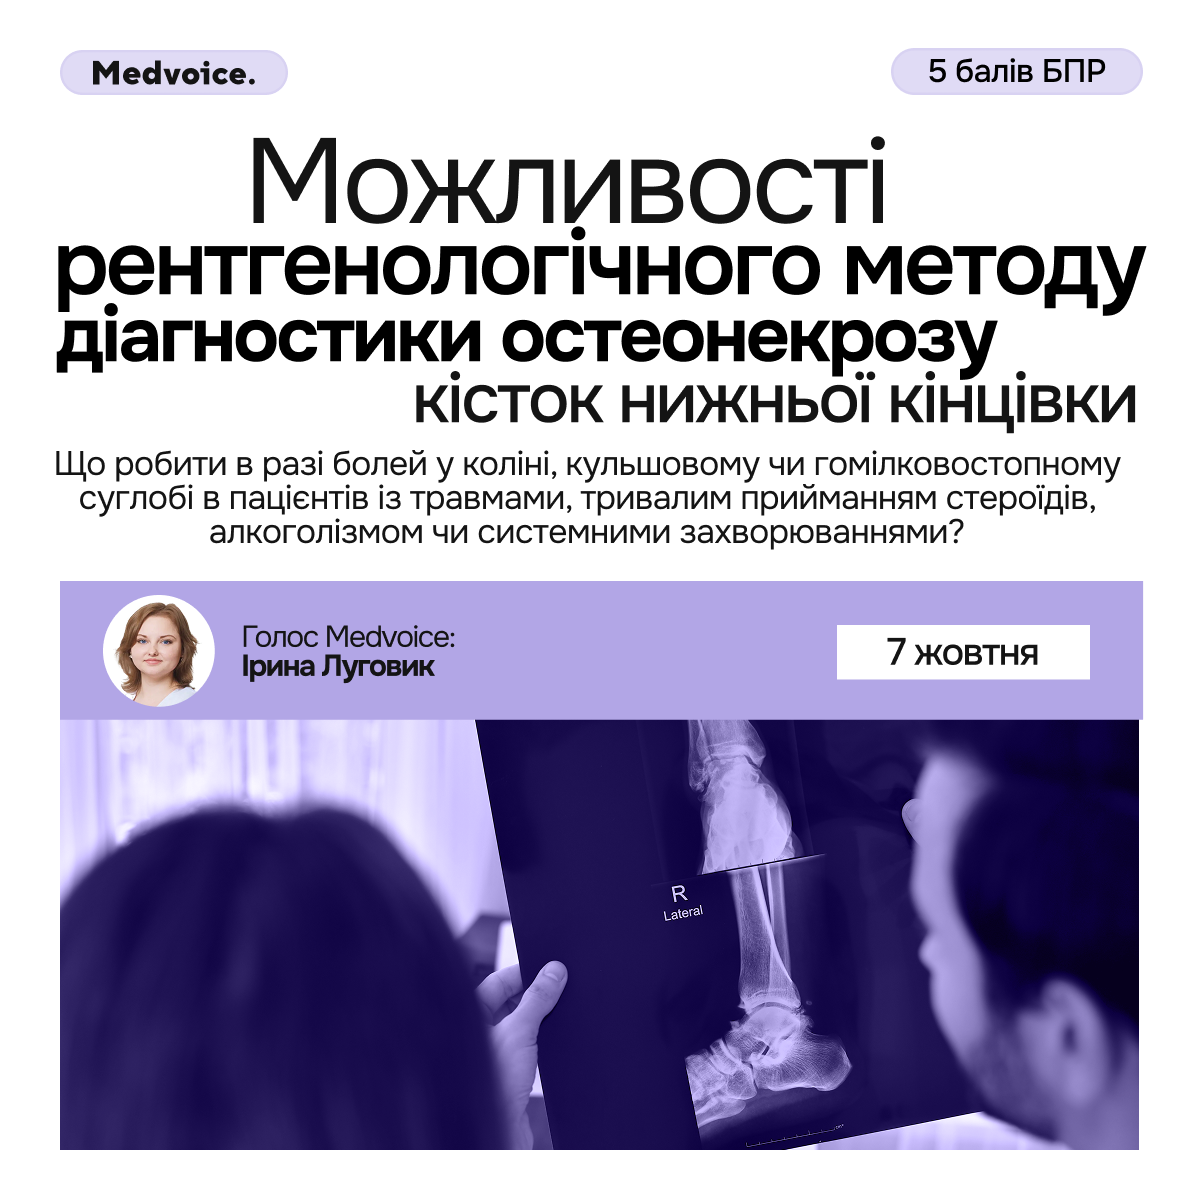 Medvoice.
5 балів БПР
Можливості
рентгенологічного методу
діагностики остеонекрозу
кісток нижньої кінцівки
Що робити в разі болей у коліні, кульшовому чи гомілковостопному
суглобі в пацієнтів із травмами, тривалим прийманням стероїдів,
алкоголізмом чи системними захворюваннями?
Голос Medvoice:
Ірина Луговик
7 жовтня
R
Lateral